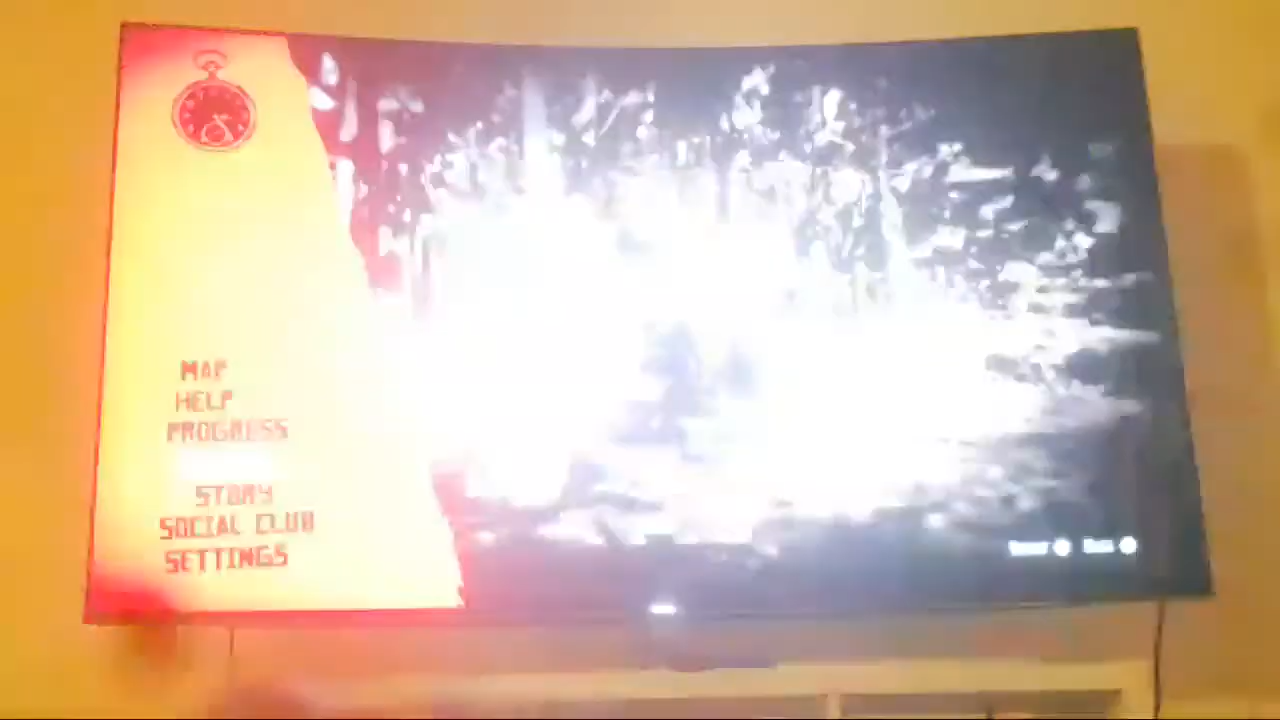 MAP
HELP
PROGRESS
STORY
SOCIAL CLUB
SETTINGS